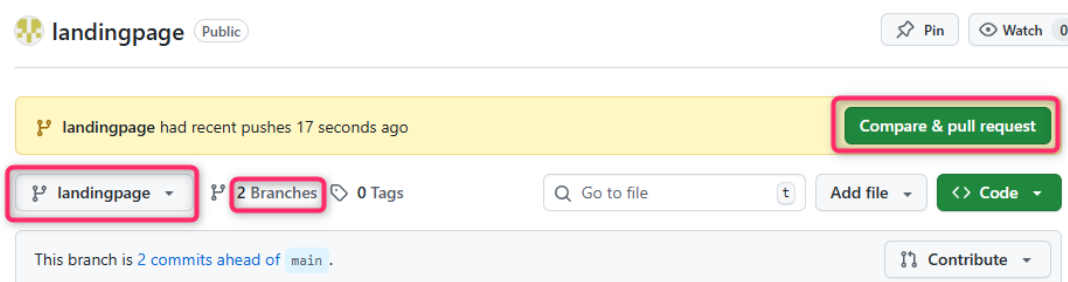 landingpage Public Pin Watch 0
landingpage had recent pushes 17 seconds ago Compare & pull request
landingpage 2 Branches 0 Tags Go to file t Add file Code
This branch is 2 commits ahead of main . Contribute